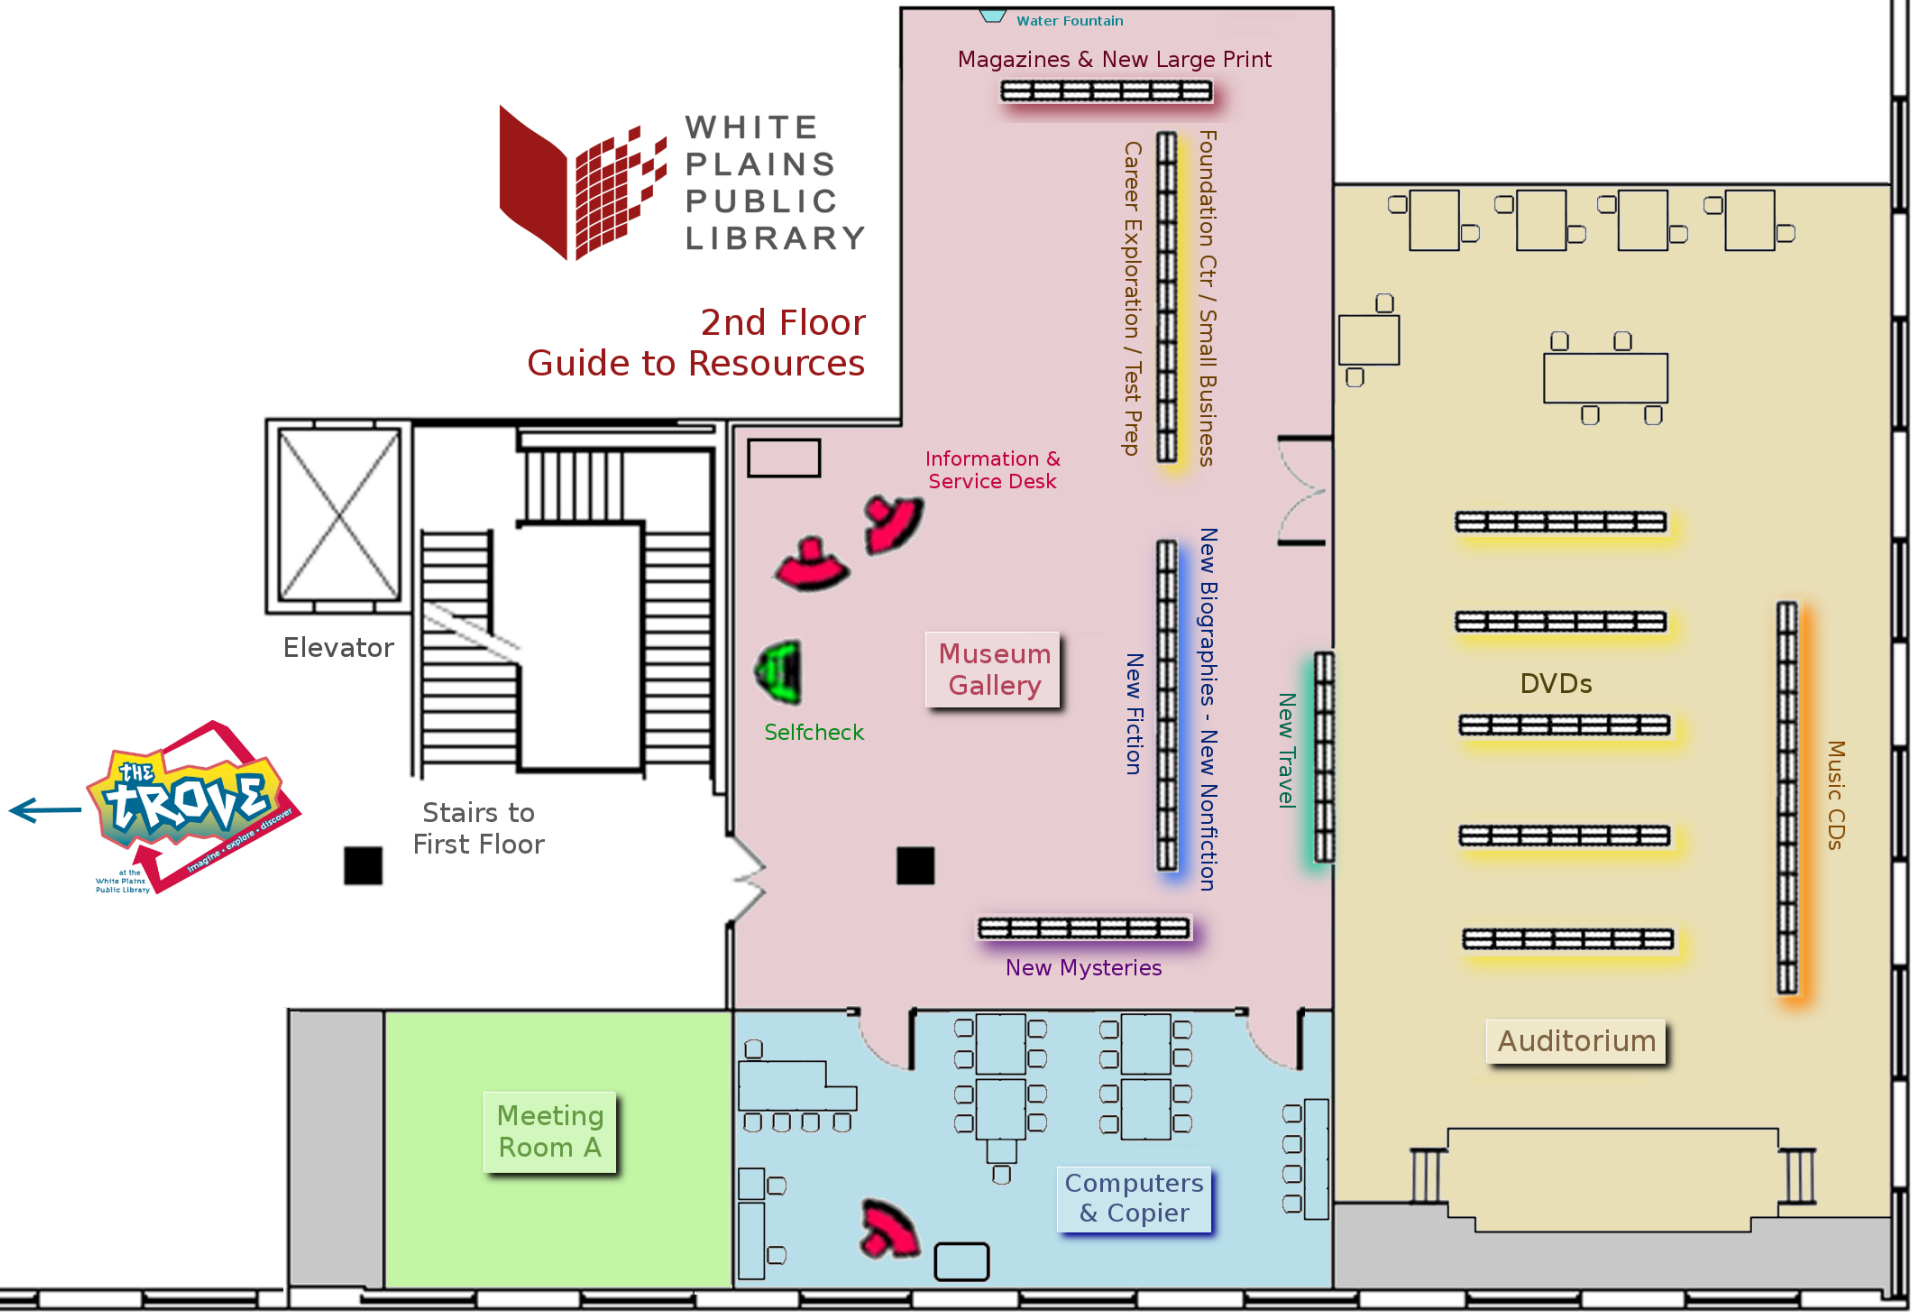 Water Fountain
Magazines & New Large Print
WHITE
PLAINS
PUBLIC
LIBRARY
2nd Floor
Guide to Resources
Career Exploration / Test Prep
Foundation Ctr / Small Business
Information &
Service Desk
Elevator
Stairs to
First Floor
THE
TROVE
imagine • explore • discover
at the
White Plains
Public Library
Selfcheck
Museum
Gallery
New Fiction
New Biographies - New Nonfiction
New Travel
New Mysteries
DVDs
Music CDs
Auditorium
Meeting
Room A
Computers
& Copier